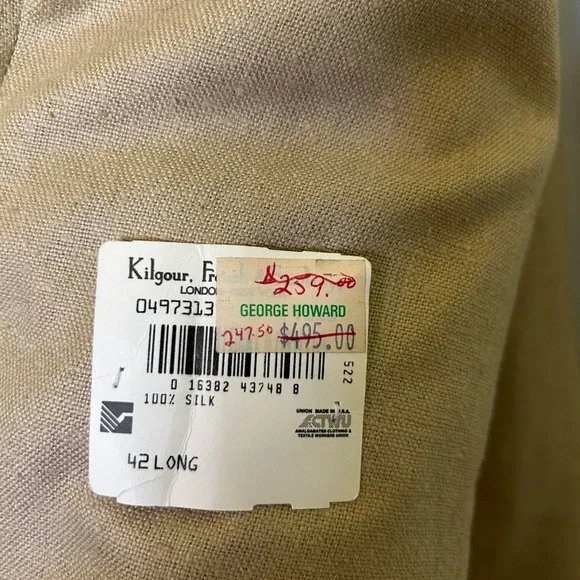 Kilgour, Fr
LONDO
$259.00
0497313
GEORGE HOWARD
247.50 $495.00
522
0 16382 43748 8
100% SILK
UNION MADE IN U.S.A.
ACTWU
AMALGAMATED CLOTHING &
TEXTILE WORKERS UNION
42 LONG